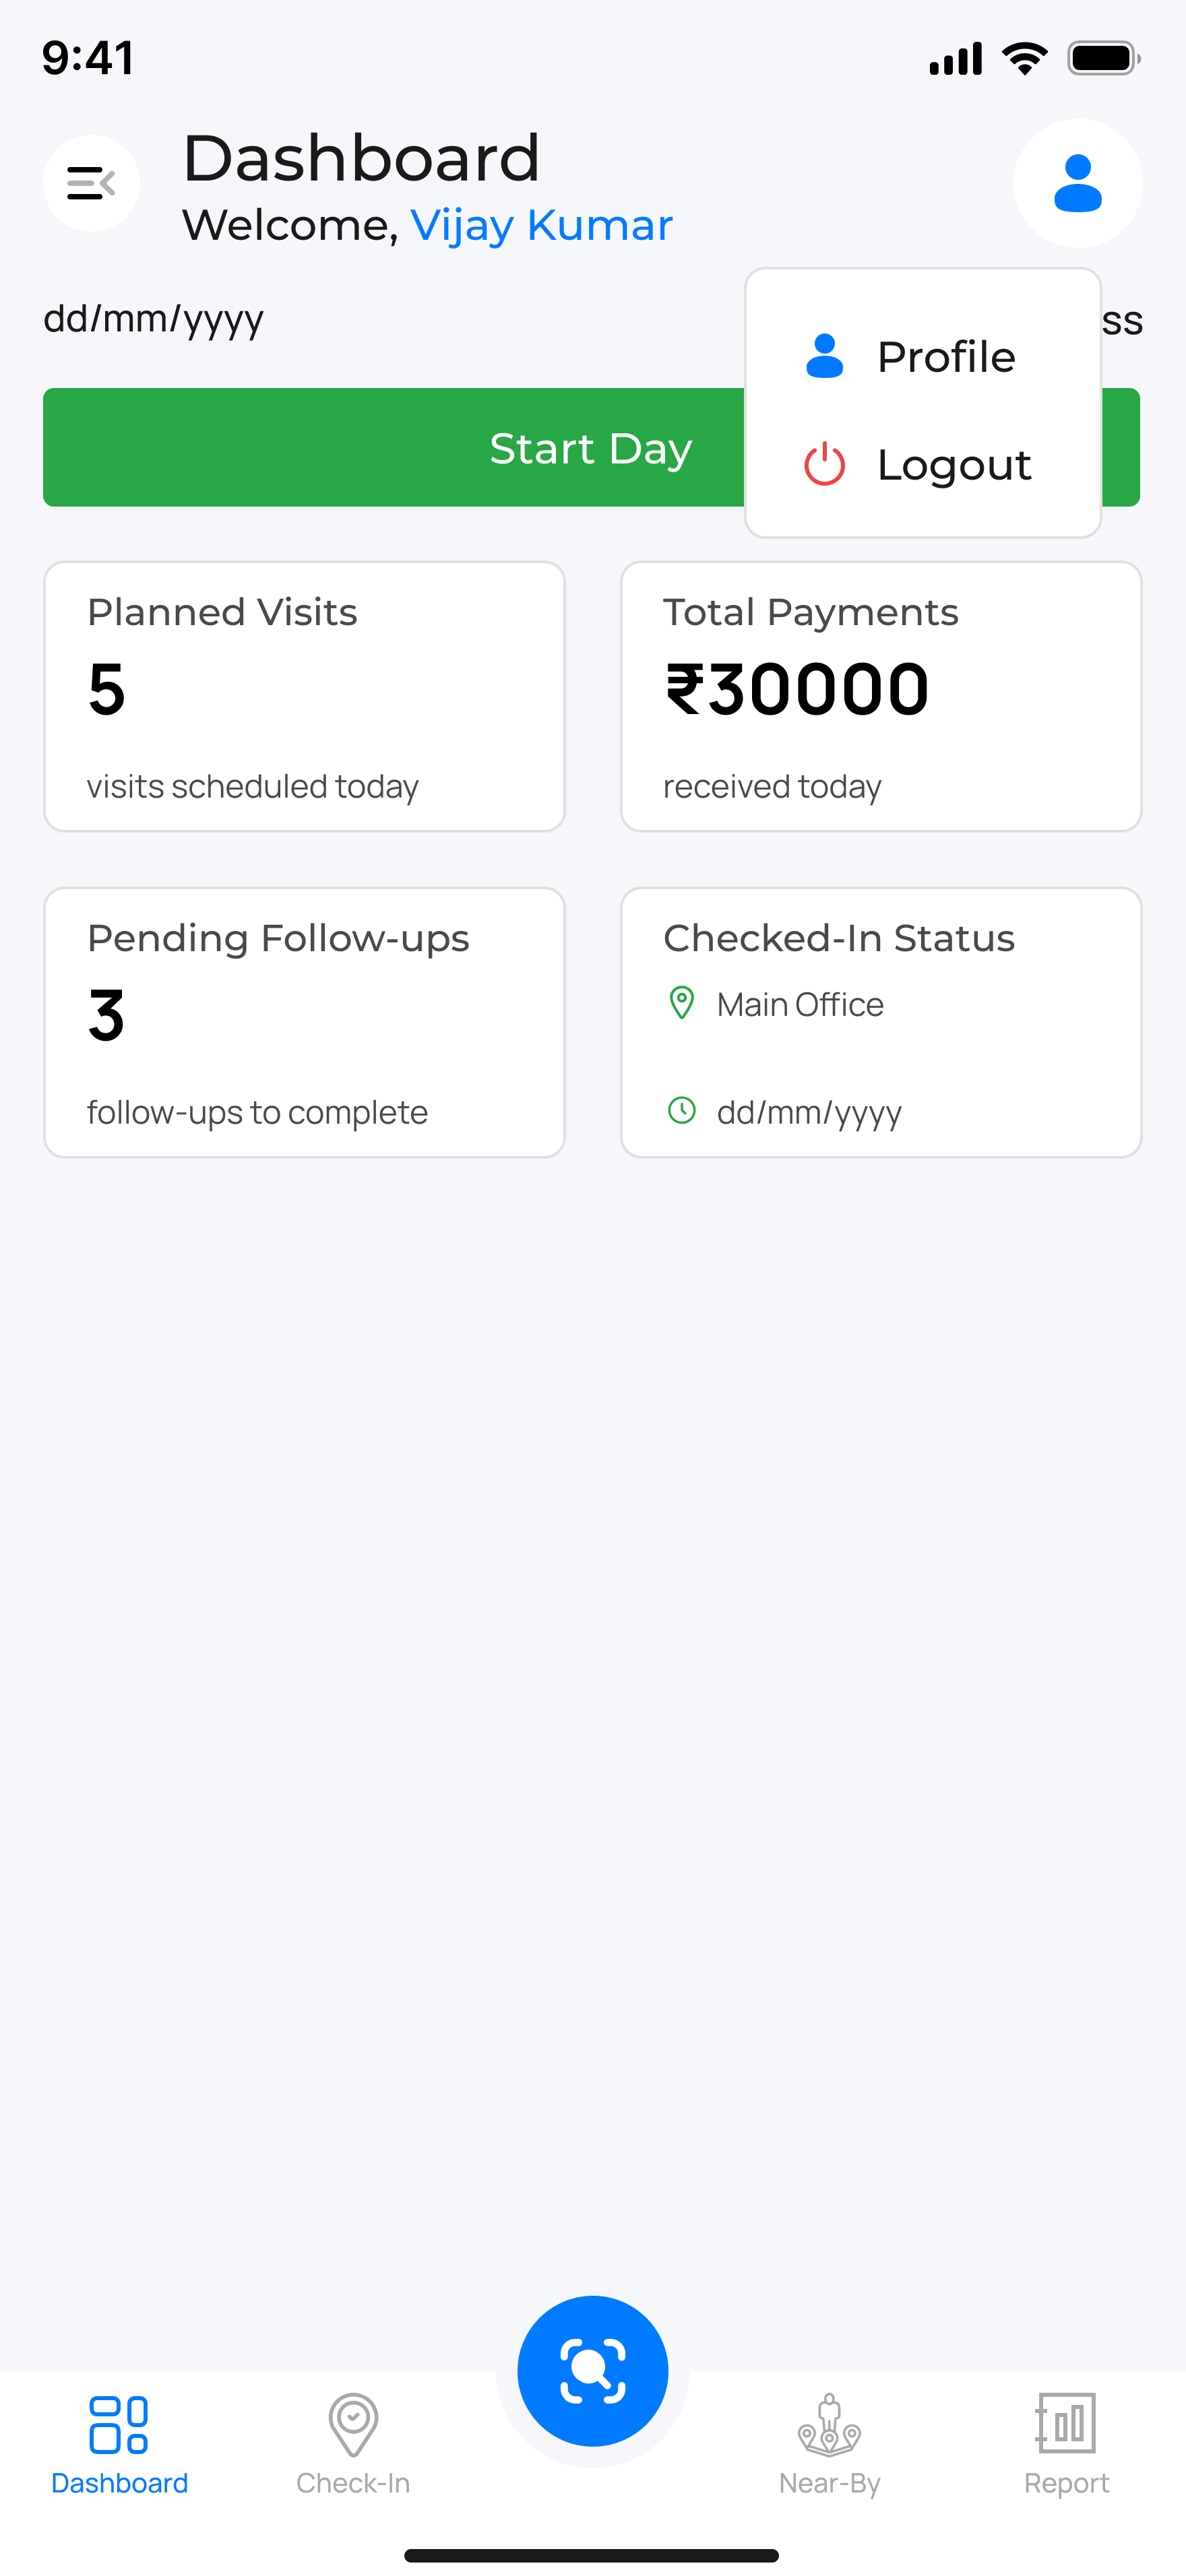 9:41
Dashboard
Welcome, Vijay Kumar
dd/mm/yyyy
ss
Profile
Start Day
Logout
Planned Visits
5
visits scheduled today
Total Payments
₹30000
received today
Pending Follow-ups
3
follow-ups to complete
Checked-In Status
Main Office
dd/mm/yyyy
Dashboard
Check-In
Near-By
Report